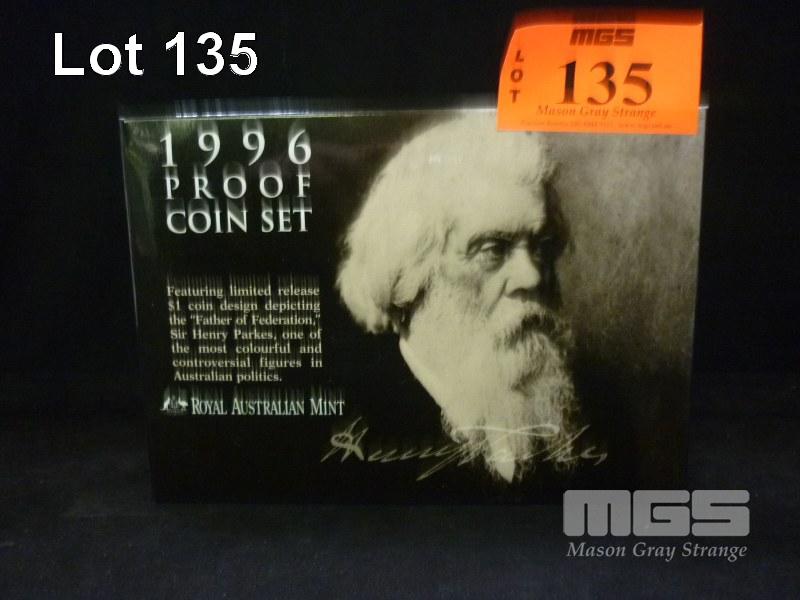 Lot 135
MGS
LOT
135
Mason Gray Strange
1996
PROOF
COIN SET
Featuring limited release
$1 coin design depicting
the "Father of Federation,"
Sir Henry Parkes, one of
the most colourful and
controversial figures in
Australian politics.
ROYAL AUSTRALIAN MINT
Henry Parkes
MGS
Mason Gray Strange